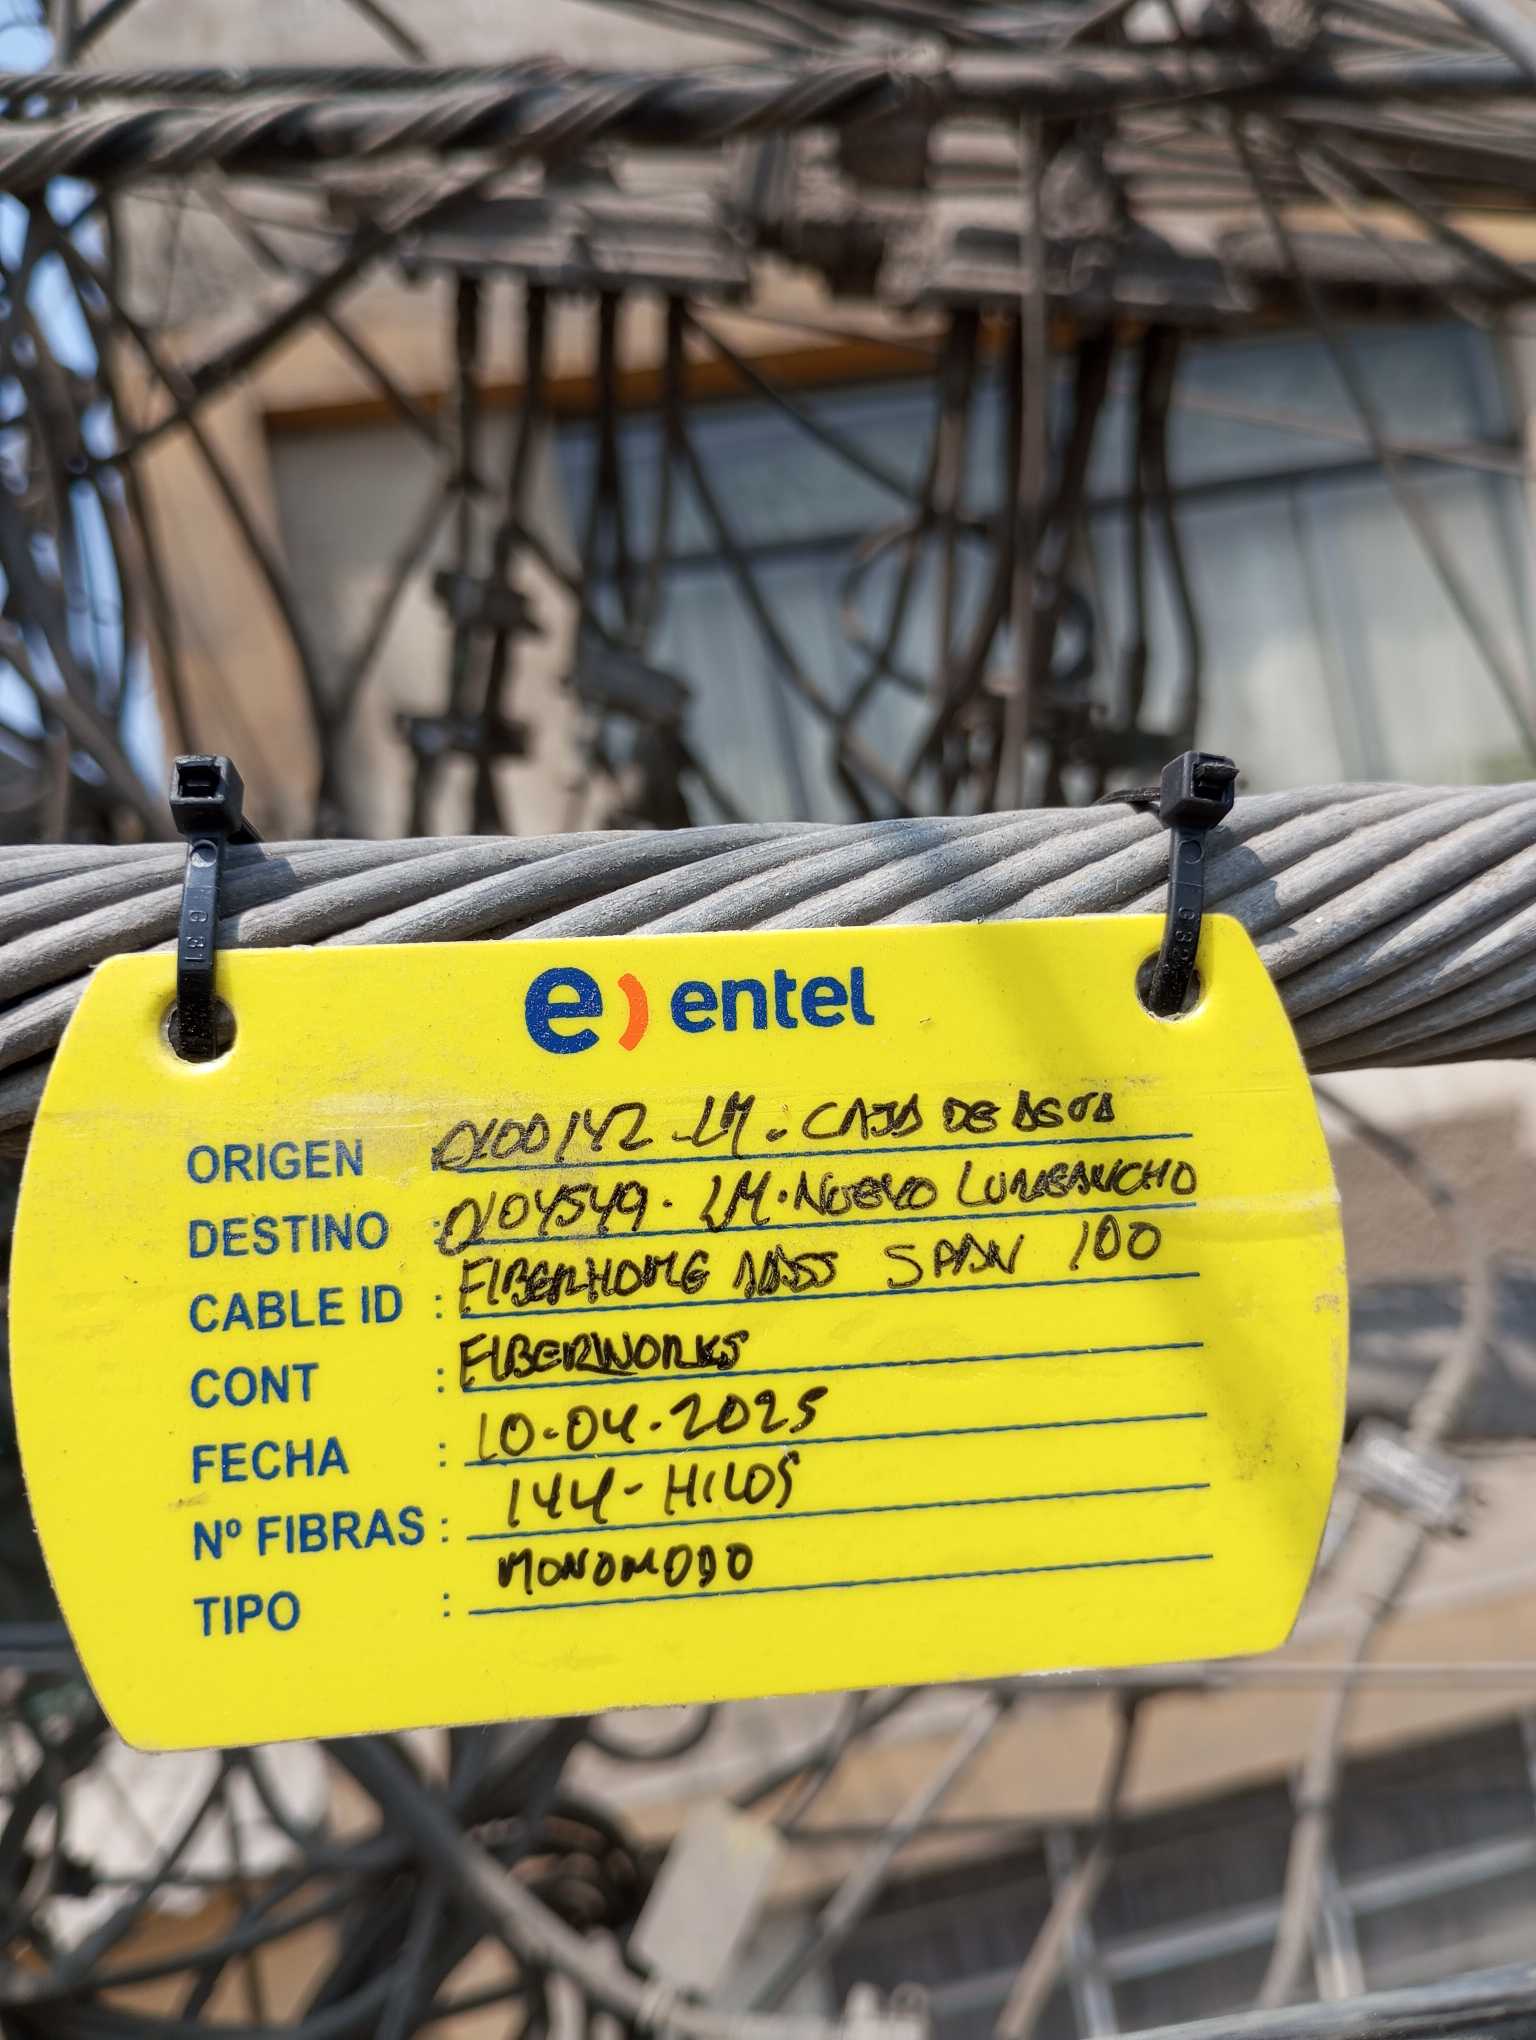 e) entel
ORIGEN 0100142 - LM. CAJA DE AGUA
DESTINO : 0104549. LM. NUEVO LURGANCHO
CABLE ID : FIBERHOME ADSS SPAN 100
CONT : FIBERWORKS
FECHA : 10-04-2025
Nº FIBRAS : 144- HILOS
TIPO : MONOMODO